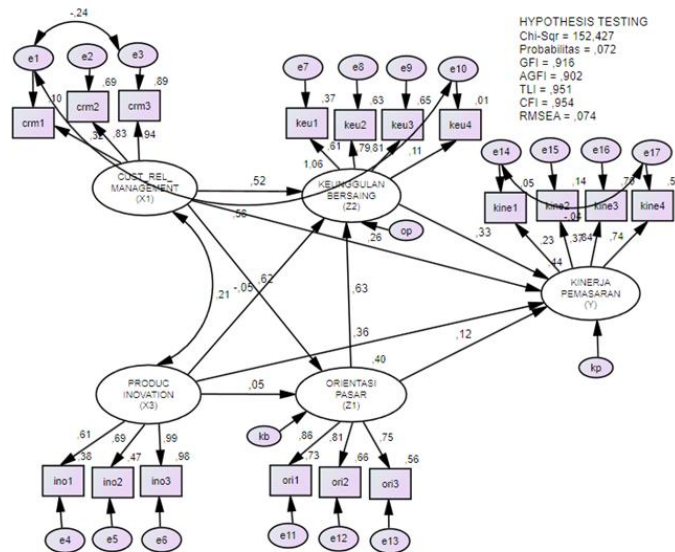 HYPOTHESIS TESTING
Chi-Sqr = 152,427
Probabilitas = ,072
GFI = ,916
AGFI = ,902
TLI = ,951
CFI = ,954
RMSEA = ,074
-,24
e1
e2
e3
,10
,69
,89
crm1
crm2
crm3
,32
,83
,94
CUST_REL_
MANAGEMENT
(X1)
e7
e8
e9
e10
,37
,63
,65
,01
keu1
keu2
keu3
keu4
,61
,79
,81
,11
1,06
KEUNGGULAN
BERSAING
(Z2)
op
e14
e15
e16
e17
,05
,14
kine1
kine2
kine3
kine4
-,04
,23
,37
,74
,44
KINERJA
PEMASARAN
(Y)
kp
,52
,26
,33
,62
-,05
,63
,21
,36
,12
,40
,05
PRODUC
INOVATION
(X3)
,61
,69
,99
,38
,47
,98
ino1
ino2
ino3
e4
e5
e6
ORIENTASI
PASAR
(Z1)
kb
,86
,81
,75
,73
,66
,56
ori1
ori2
ori3
e11
e12
e13